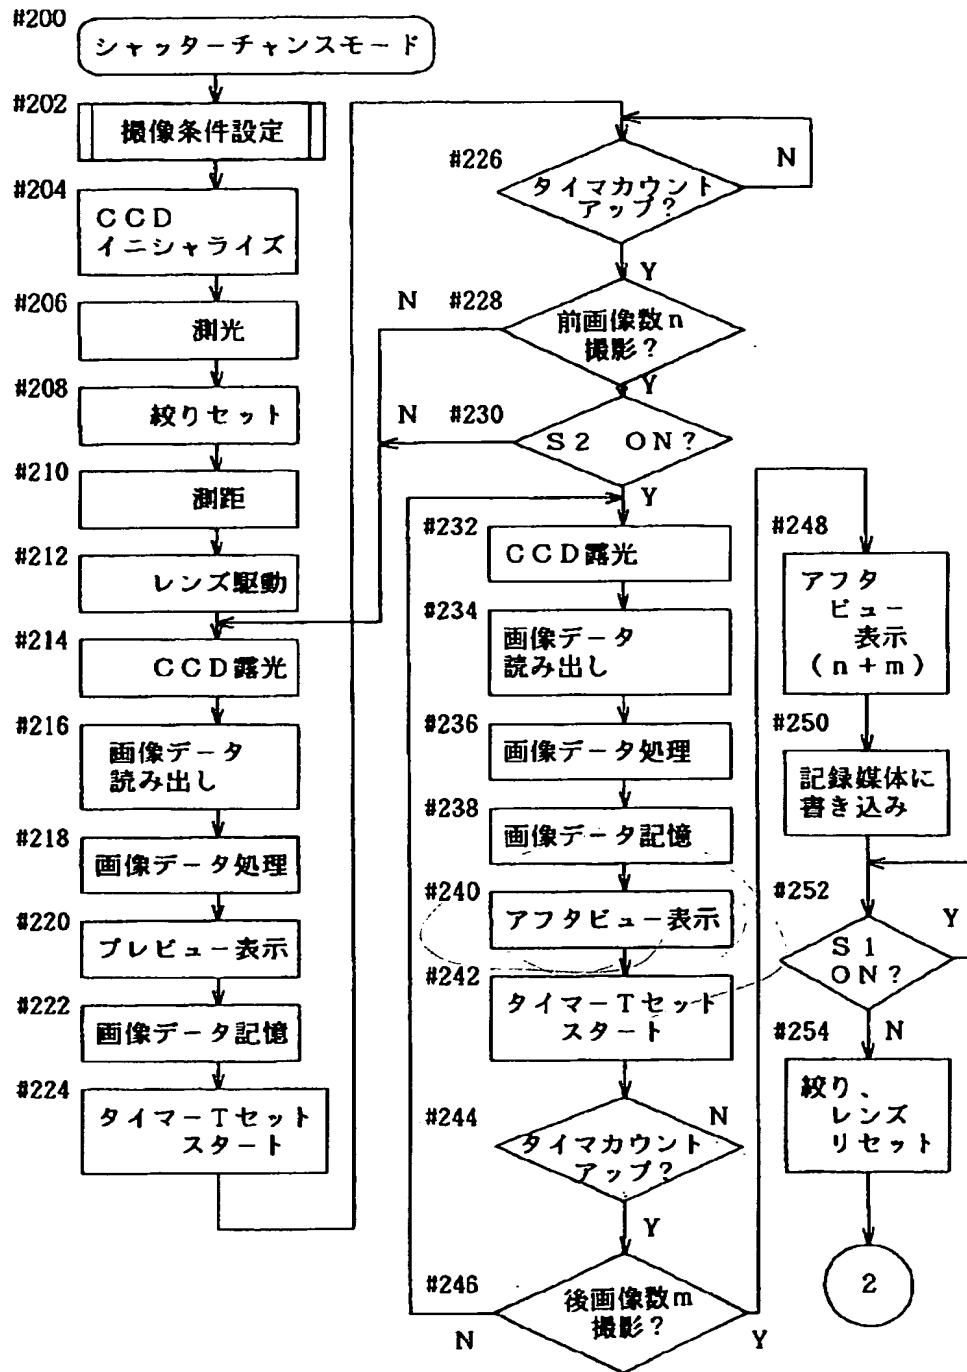 #200
シャッターチャンスモード
#202
撮像条件設定
#204
CCD
イニシャライズ
#206
測光
#208
絞りセット
#210
測距
#212
レンズ駆動
#214
CCD露光
#216
画像データ
読み出し
#218
画像データ処理
#220
プレビュー表示
#222
画像データ記憶
#224
タイマーTセット
スタート
#226
タイマカウント
アップ?
N
Y
#228
前画像数n
撮影?
N
Y
#230
S2 ON?
N
Y
#232
CCD露光
#234
画像データ
読み出し
#236
画像データ処理
#238
画像データ記憶
#240
アフタビュー表示
#242
タイマーTセット
スタート
#244
タイマカウント
アップ?
N
Y
#246
後画像数m
撮影?
N
Y
#248
アフタ
ビュー
表示
(n+m)
#250
記録媒体に
書き込み
#252
S1
ON?
Y
N
#254
絞り、
レンズ
リセット
2